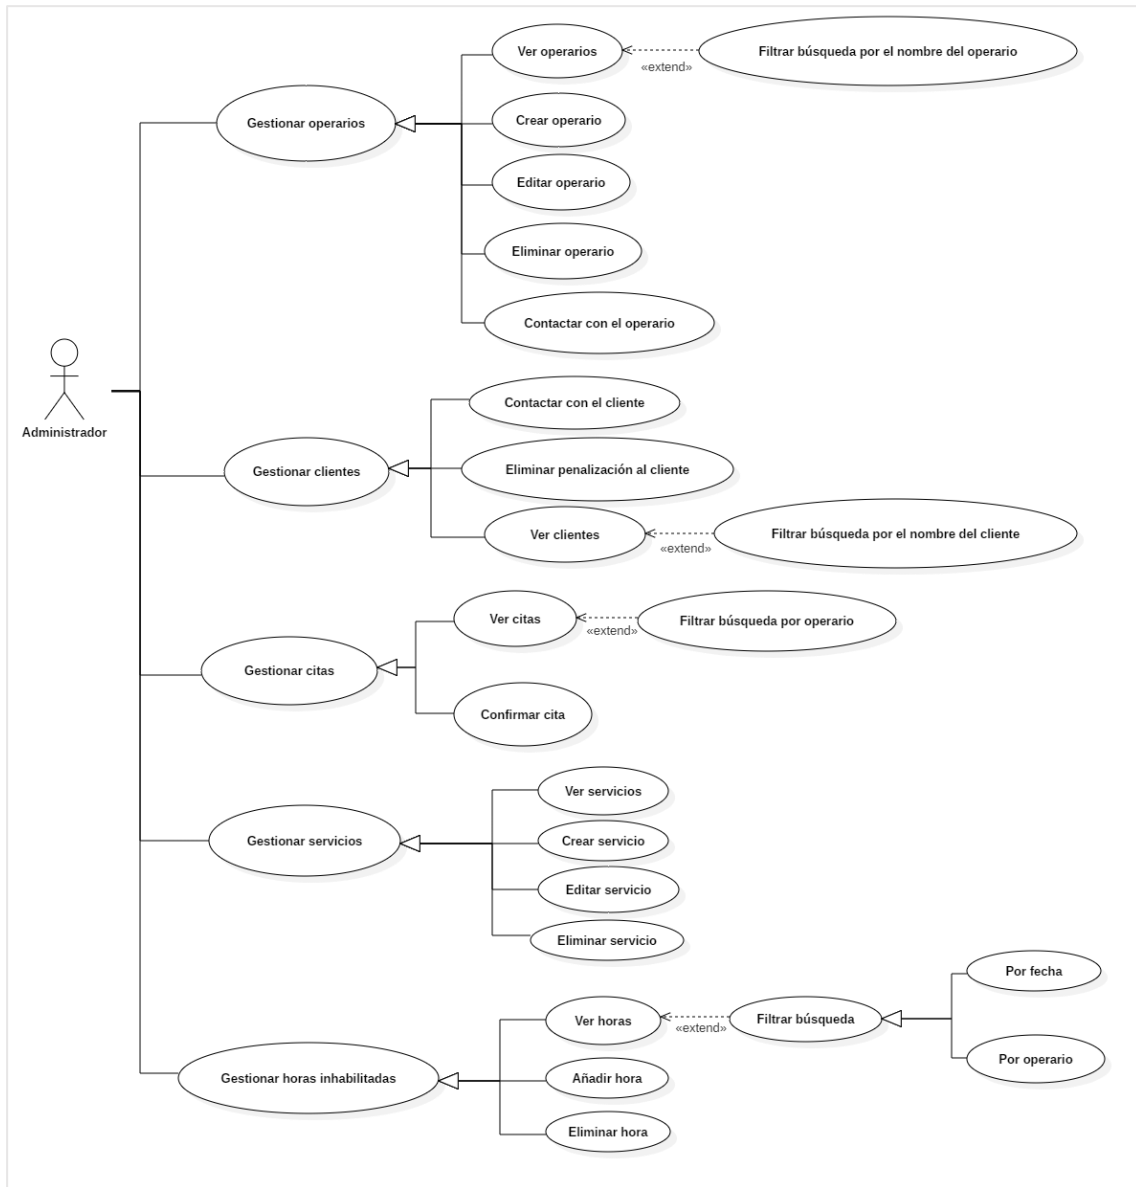 Ver operarios
«extend»
Filtrar búsqueda por el nombre del operario
Gestionar operarios
Crear operario
Editar operario
Eliminar operario
Contactar con el operario
Administrador
Contactar con el cliente
Gestionar clientes
Eliminar penalización al cliente
Ver clientes
«extend»
Filtrar búsqueda por el nombre del cliente
Ver citas
«extend»
Filtrar búsqueda por operario
Gestionar citas
Confirmar cita
Ver servicios
Gestionar servicios
Crear servicio
Editar servicio
Eliminar servicio
Por fecha
Ver horas
«extend»
Filtrar búsqueda
Por operario
Gestionar horas inhabilitadas
Añadir hora
Eliminar hora